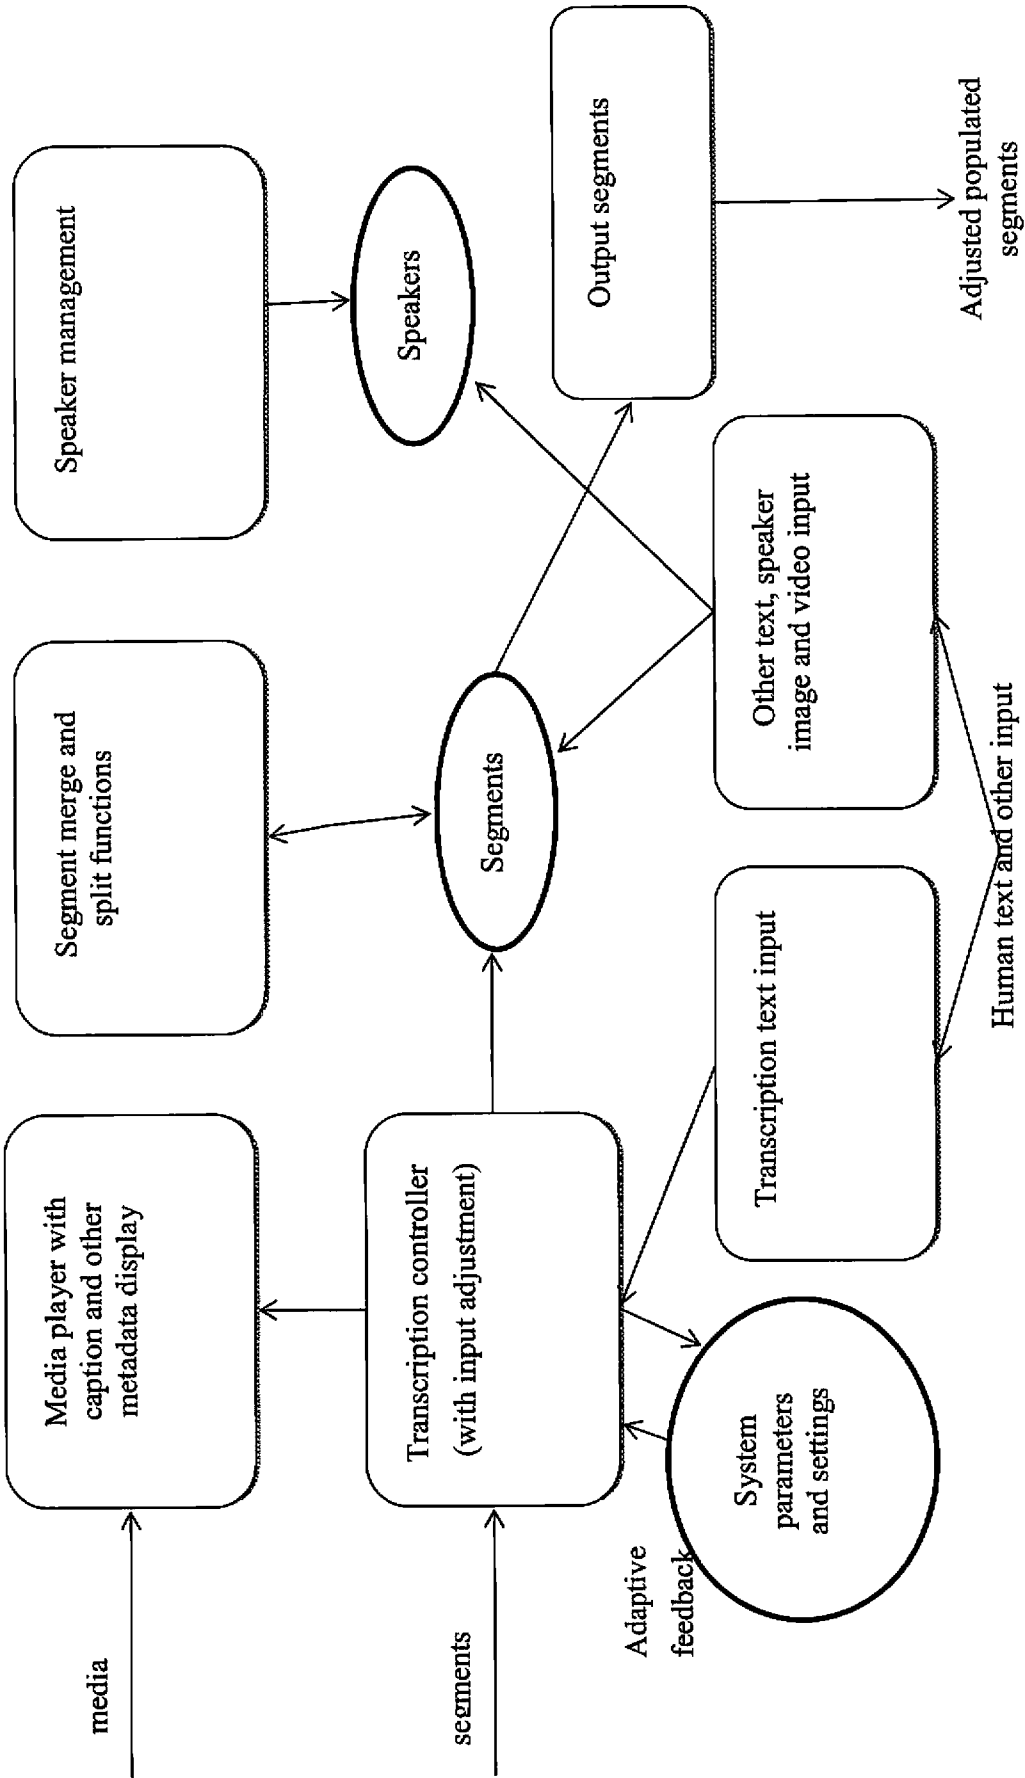 media
Media player with
caption and other
metadata display
Segment merge and
split functions
Speaker management
segments
Transcription controller
(with input adjustment)
Segments
Speakers
Adaptive
feedback
System
parameters
and settings
Transcription text input
Other text, speaker
image and video input
Output segments
Human text and other input
Adjusted populated
segments